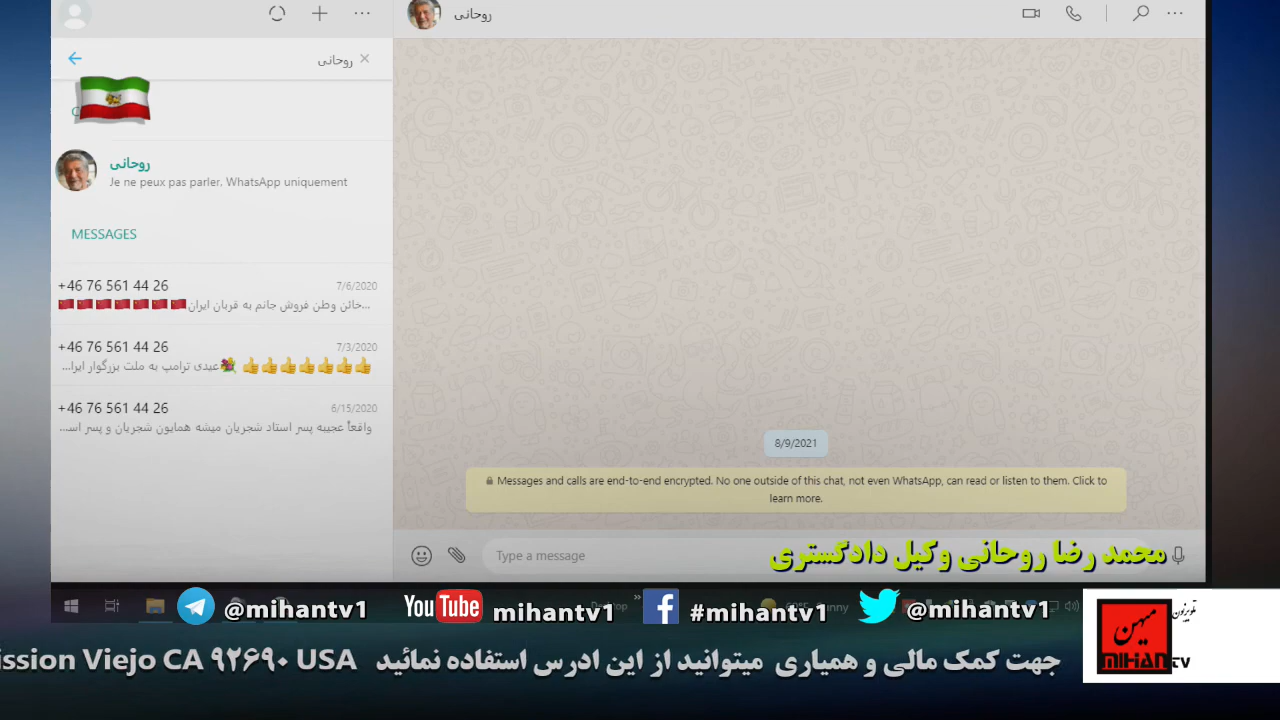 روحانی
روحانی
روحانی
Je ne peux pas parler. WhatsApp uniquement
MESSAGES
+46 76 561 44 26
7/6/2020
...خائن وطن فروش جانم به قربان ایران
+46 76 561 44 26
7/3/2020
عیدی ترامپ به ملت بزرگوار ایرا...
+46 76 561 44 26
6/15/2020
واقعاً عجیبه پسر استاد شجریان میشه همایون شجریان و پسر اس...
8/9/2021
Messages and calls are end-to-end encrypted. No one outside of this chat, not even WhatsApp, can read or listen to them. Click to
learn more.
Type a message
محمد رضا روحانی وکیل دادگستری
@mihantv1
YouTube mihantv1
#mihantv1
@mihantv1
Sunny
تلویزیون
میهن
MIHAN TV
جهت کمک مالی و همیاری میتوانید از این ادرس استفاده نمائید
ission Viejo CA ۹۲۶۹۰ USA